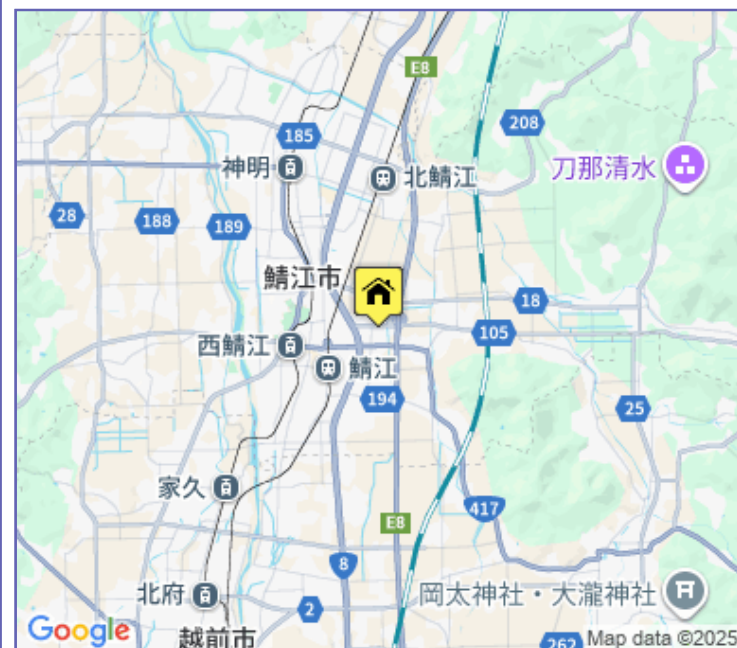 E8
185
208
神明
北鯖江
刀那清水
28
188
189
鯖江市
18
105
西鯖江
鯖江
194
25
家久
417
E8
8
北府
2
岡太神社・大瀧神社
Google
越前市
262
Map data ©2025